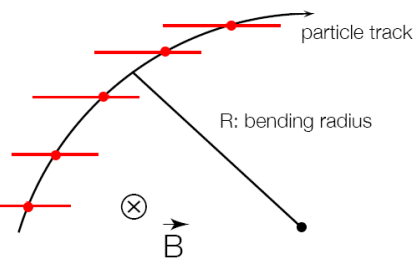 particle track
R: bending radius
B